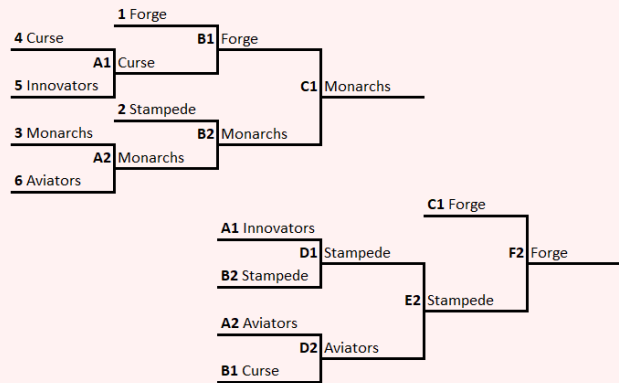 1 Forge
4 Curse
B1 Forge
A1 Curse
5 Innovators
C1 Monarchs
2 Stampede
3 Monarchs
B2 Monarchs
A2 Monarchs
6 Aviators
C1 Forge
A1 Innovators
D1 Stampede
F2 Forge
B2 Stampede
E2 Stampede
A2 Aviators
D2 Aviators
B1 Curse